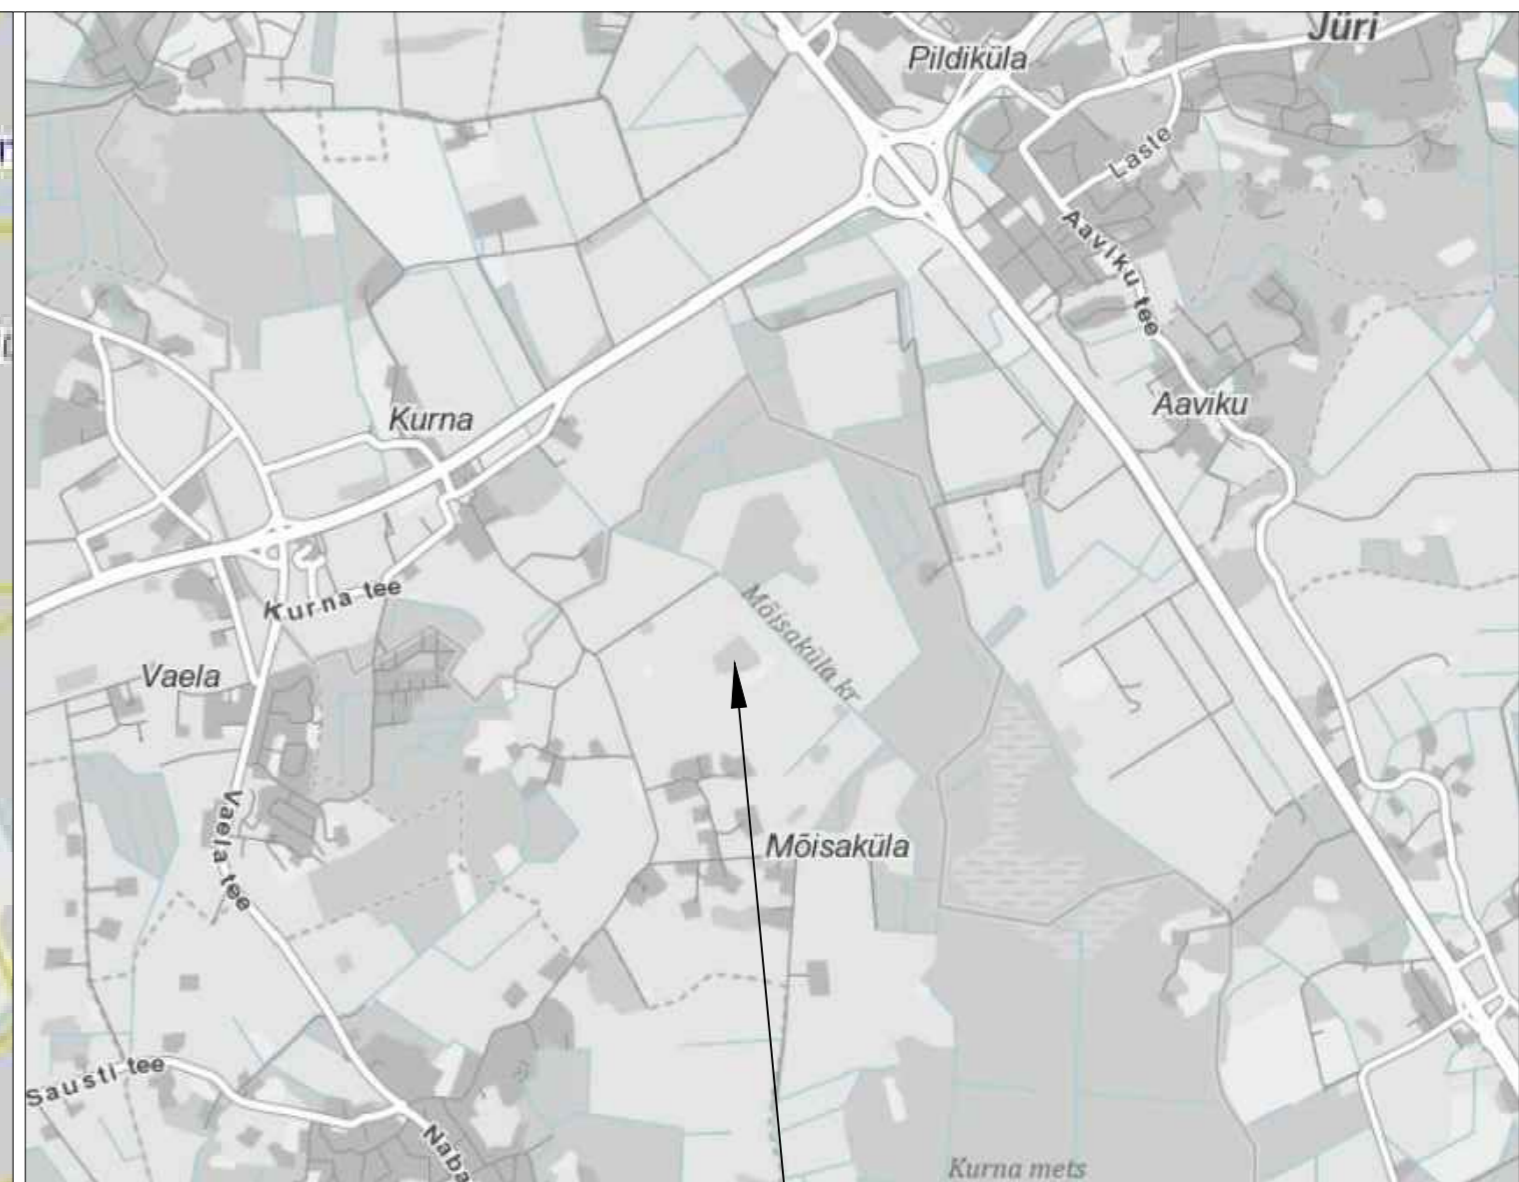 Jüri
Pildiküla
Laste
Aaviku tee
Aaviku
Kurna
Kurna tee
Mõisaküla kr
Vaela
Vaela tee
Mõisaküla
Sausti tee
Naba
Kurna mets